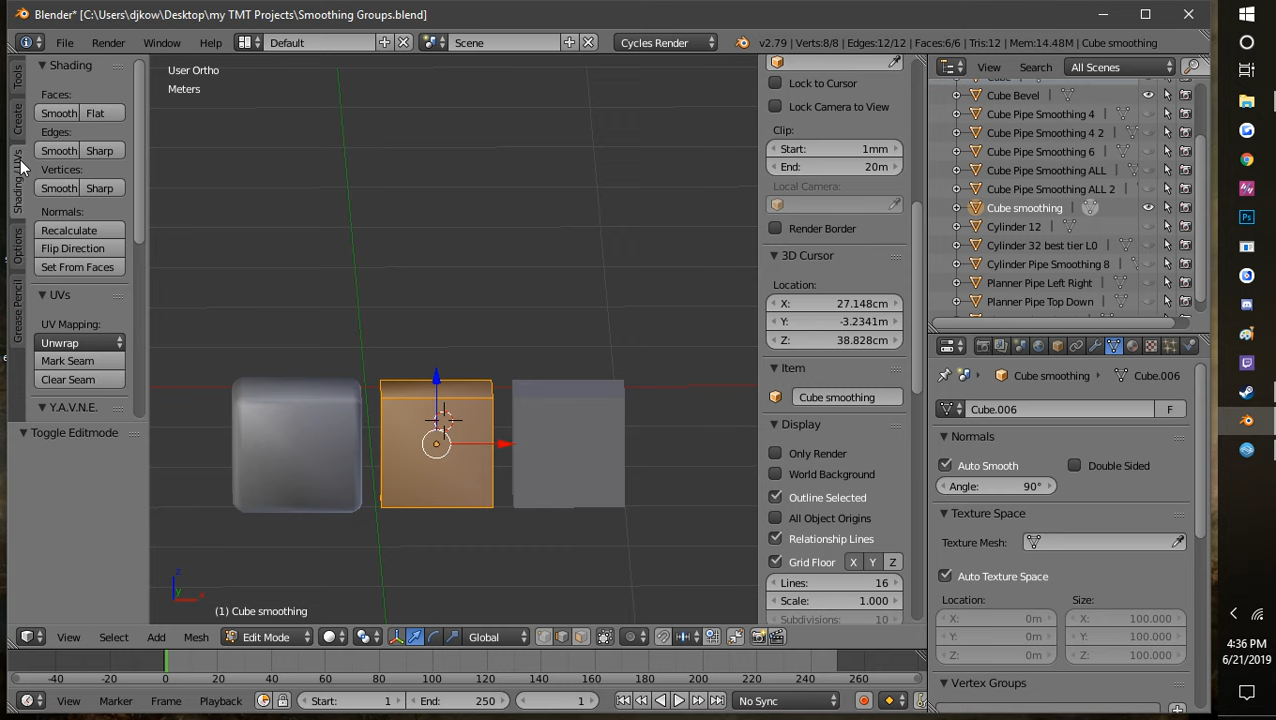 Blender* [C:\Users\djkow\Desktop\my TMT Projects\Smoothing Groups.blend]
File Render Window Help Default Scene Cycles Render v2.79 | Verts:8/8 | Edges:12/12 | Faces:6/6 | Tris:12 | Mem:14.48M | Cube smoothing
Tools
Create
Shading / UVs
Options
Grease Pencil
Shading
Faces:
Smooth Flat
Edges:
Smooth Sharp
Vertices:
Smooth Sharp
Normals:
Recalculate
Flip Direction
Set From Faces
UVs
UV Mapping:
Unwrap
Mark Seam
Clear Seam
Y.A.V.N.E.
Toggle Editmode
User Ortho
Meters
z
y
x
(1) Cube smoothing
Lock to Cursor
Lock Camera to View
Clip:
Start: 1mm
End: 20m
Local Camera:
Render Border
3D Cursor
Location:
X: 27.148cm
Y: -3.2341m
Z: 38.828cm
Item
Cube smoothing
Display
Only Render
World Background
Outline Selected
All Object Origins
Relationship Lines
Grid Floor X Y Z
Lines: 16
Scale: 1.000
Subdivisions: 10
View Search All Scenes
Cube
Cube Bevel
Cube Pipe Smoothing 4
Cube Pipe Smoothing 4 2
Cube Pipe Smoothing 6
Cube Pipe Smoothing ALL
Cube Pipe Smoothing ALL 2
Cube smoothing
Cylinder 12
Cylinder 32 best tier L0
Cylinder Pipe Smoothing 8
Planner Pipe Left Right
Planner Pipe Top Down
Cube smoothing Cube.006
Cube.006 F
Normals
Auto Smooth Double Sided
Angle: 90°
Texture Space
Texture Mesh:
Auto Texture Space
Location: Size:
X: 0m X: 100.000
Y: 0m Y: 100.000
Z: 0m Z: 100.000
Vertex Groups
View Select Add Mesh Edit Mode Global
-40 -20 0 20 40 60 80 100 120 140 160 180 200 220 240 260
View Marker Frame Playback Start: 1 End: 250 1 No Sync
Ps
4:36 PM
6/21/2019